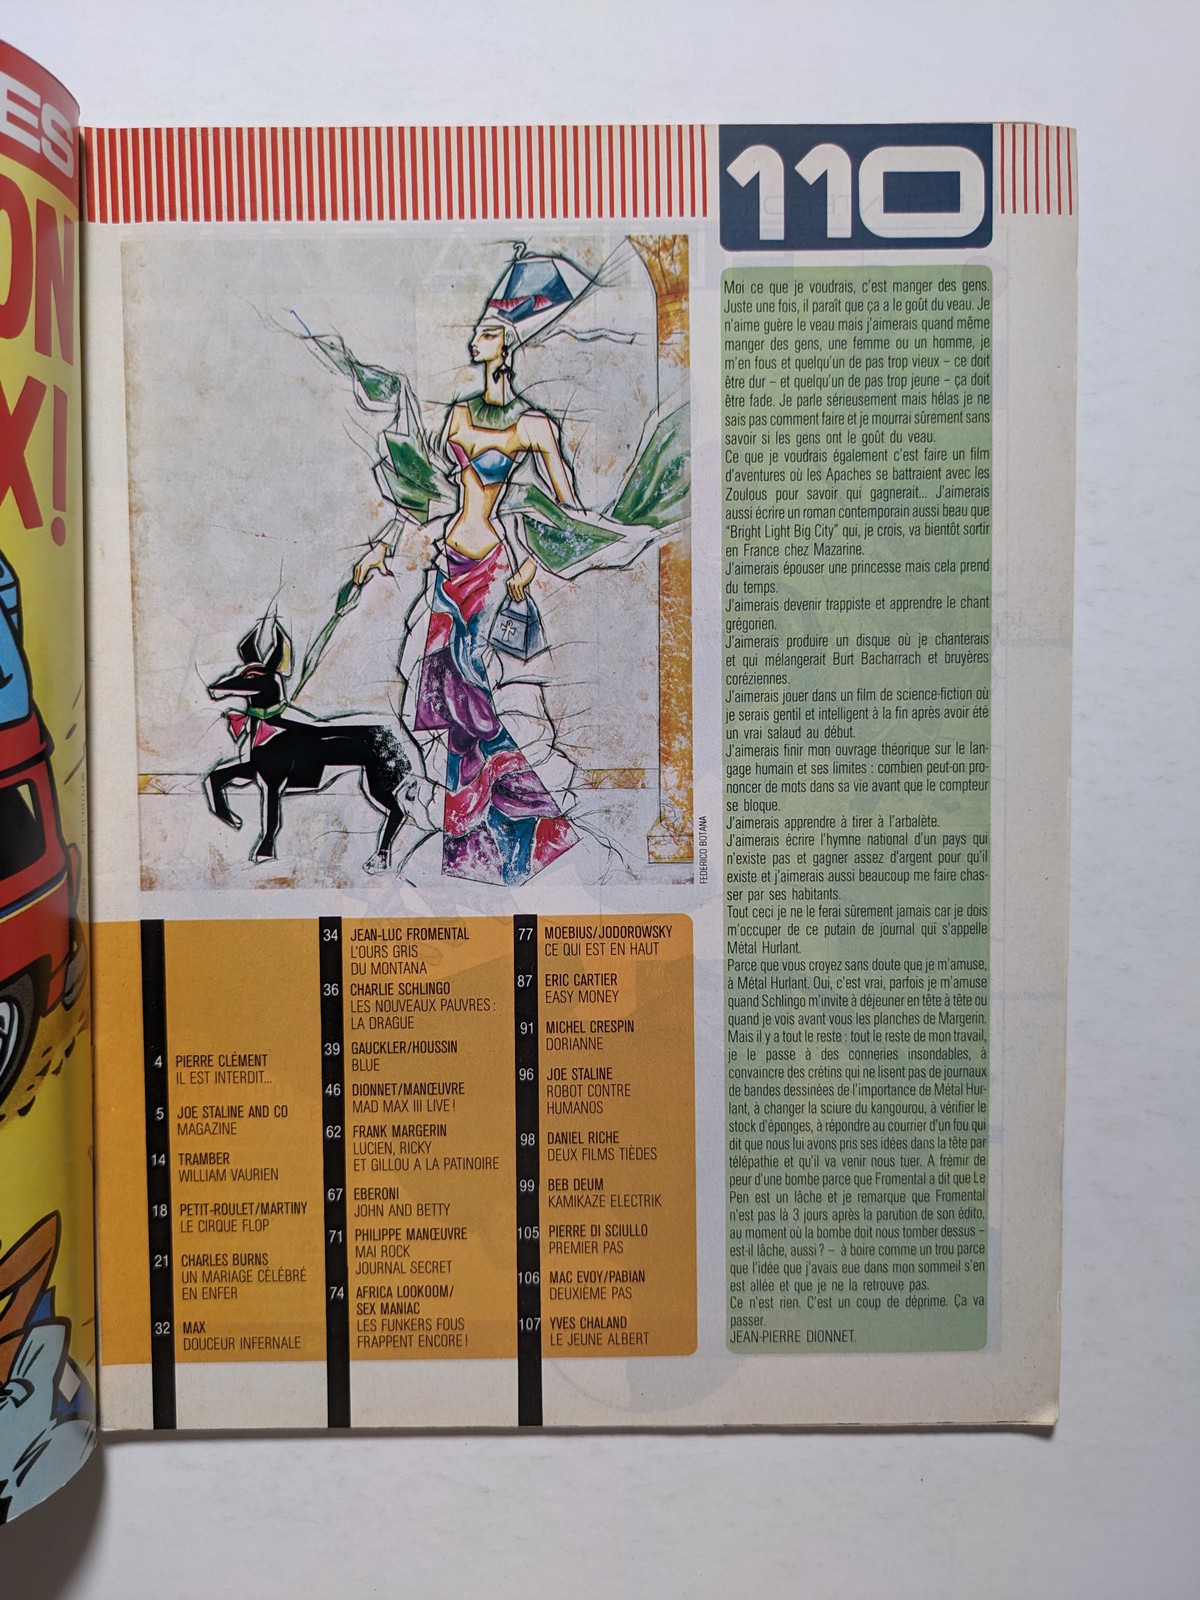 ES
ON
X!
110
Moi ce que je voudrais, c'est manger des gens.
Juste une fois, il paraît que ça a le goût du veau. Je
n'aime guère le veau mais j'aimerais quand même
manger des gens, une femme ou un homme, je
m'en fous et quelqu'un de pas trop vieux – ce doit
être dur – et quelqu'un de pas trop jeune – ça doit
être fade. Je parle sérieusement mais hélas je ne
sais pas comment faire et je mourrai sûrement sans
savoir si les gens ont le goût du veau.
Ce que je voudrais également c'est faire un film
d'aventures où les Apaches se battraient avec les
Zoulous pour savoir qui gagnerait... J'aimerais
aussi écrire un roman contemporain aussi beau que
"Bright Light Big City" qui, je crois, va bientôt sortir
en France chez Mazarine.
J'aimerais épouser une princesse mais cela prend
du temps.
J'aimerais devenir trappiste et apprendre le chant
grégorien.
J'aimerais produire un disque où je chanterais
et qui mélangerait Burt Bacharrach et bruyères
coréziennes.
J'aimerais jouer dans un film de science-fiction où
je serais gentil et intelligent à la fin après avoir été
un vrai salaud au début.
J'aimerais finir mon ouvrage théorique sur le lan-
gage humain et ses limites : combien peut-on pro-
noncer de mots dans sa vie avant que le compteur
se bloque.
J'aimerais apprendre à tirer à l'arbalète.
J'aimerais écrire l'hymne national d'un pays qui
n'existe pas et gagner assez d'argent pour qu'il
existe et j'aimerais aussi beaucoup me faire chas-
ser par ses habitants.
Tout ceci je ne le ferai sûrement jamais car je dois
m'occuper de ce putain de journal qui s'appelle
Métal Hurlant.
Parce que vous croyez sans doute que je m'amuse,
à Métal Hurlant. Oui, c'est vrai, parfois je m'amuse
quand Schlingo m'invite à déjeuner en tête à tête ou
quand je vois avant vous les planches de Margerin.
Mais il y a tout le reste : tout le reste de mon travail,
je le passe à des conneries insondables, à
convaincre des crétins qui ne lisent pas de journaux
de bandes dessinées de l'importance de Métal Hur-
lant, à changer la sciure du kangourou, à vérifier le
stock d'éponges, à répondre au courrier d'un fou qui
dit que nous lui avons pris ses idées dans la tête par
télépathie et qu'il va venir nous tuer. A frémir de
peur d'une bombe parce que Fromental a dit que Le
Pen est un lâche et je remarque que Fromental
n'est pas là 3 jours après la parution de son édito,
au moment où la bombe doit nous tomber dessus –
est-il lâche, aussi ? – à boire comme un trou parce
que l'idée que j'avais eue dans mon sommeil s'en
est allée et que je ne la retrouve pas.
Ce n'est rien. C'est un coup de déprime. Ça va
passer.
JEAN-PIERRE DIONNET.
FEDERICO BOTANA
4 PIERRE CLÉMENT
IL EST INTERDIT...
5 JOE STALINE AND CO
MAGAZINE
14 TRAMBER
WILLIAM VAURIEN
18 PETIT-ROULET/MARTINY
LE CIRQUE FLOP
21 CHARLES BURNS
UN MARIAGE CÉLÉBRÉ
EN ENFER
32 MAX
DOUCEUR INFERNALE
34 JEAN-LUC FROMENTAL
L'OURS GRIS
DU MONTANA
36 CHARLIE SCHLINGO
LES NOUVEAUX PAUVRES :
LA DRAGUE
39 GAUCKLER/HOUSSIN
BLUE
46 DIONNET/MANŒUVRE
MAD MAX III LIVE !
62 FRANK MARGERIN
LUCIEN, RICKY
ET GILLOU A LA PATINOIRE
67 EBERONI
JOHN AND BETTY
71 PHILIPPE MANŒUVRE
MAI ROCK
JOURNAL SECRET
74 AFRICA LOOKOOM/
SEX MANIAC
LES FUNKERS FOUS
FRAPPENT ENCORE !
77 MOEBIUS/JODOROWSKY
CE QUI EST EN HAUT
87 ERIC CARTIER
EASY MONEY
91 MICHEL CRESPIN
DORIANNE
96 JOE STALINE
ROBOT CONTRE
HUMANOS
98 DANIEL RICHE
DEUX FILMS TIÈDES
99 BEB DEUM
KAMIKAZE ELECTRIK
105 PIERRE DI SCIULLO
PREMIER PAS
106 MAC EVOY/PABIAN
DEUXIÈME PAS
107 YVES CHALAND
LE JEUNE ALBERT